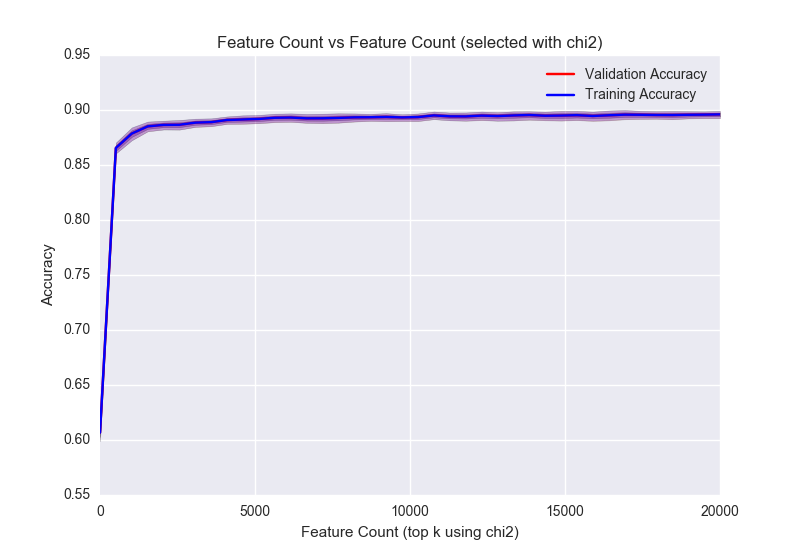 Feature Count vs Feature Count (selected with chi2)
Validation Accuracy
Training Accuracy
0.95
0.90
0.85
0.80
0.75
0.70
0.65
0.60
0.55
Accuracy
0 5000 10000 15000 20000
Feature Count (top k using chi2)